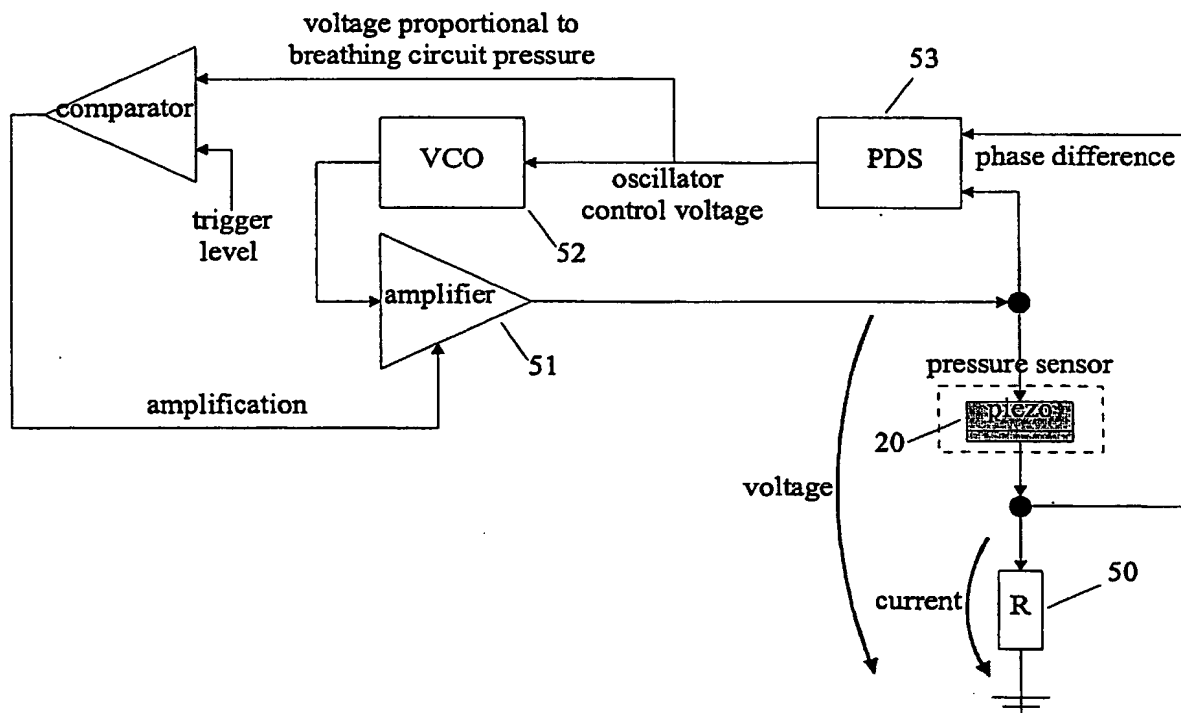 voltage proportional to
breathing circuit pressure
53
comparator
VCO
PDS
phase difference
oscillator
control voltage
trigger
level
52
amplifier
51
pressure sensor
amplification
piezo
20
voltage
50
current
R